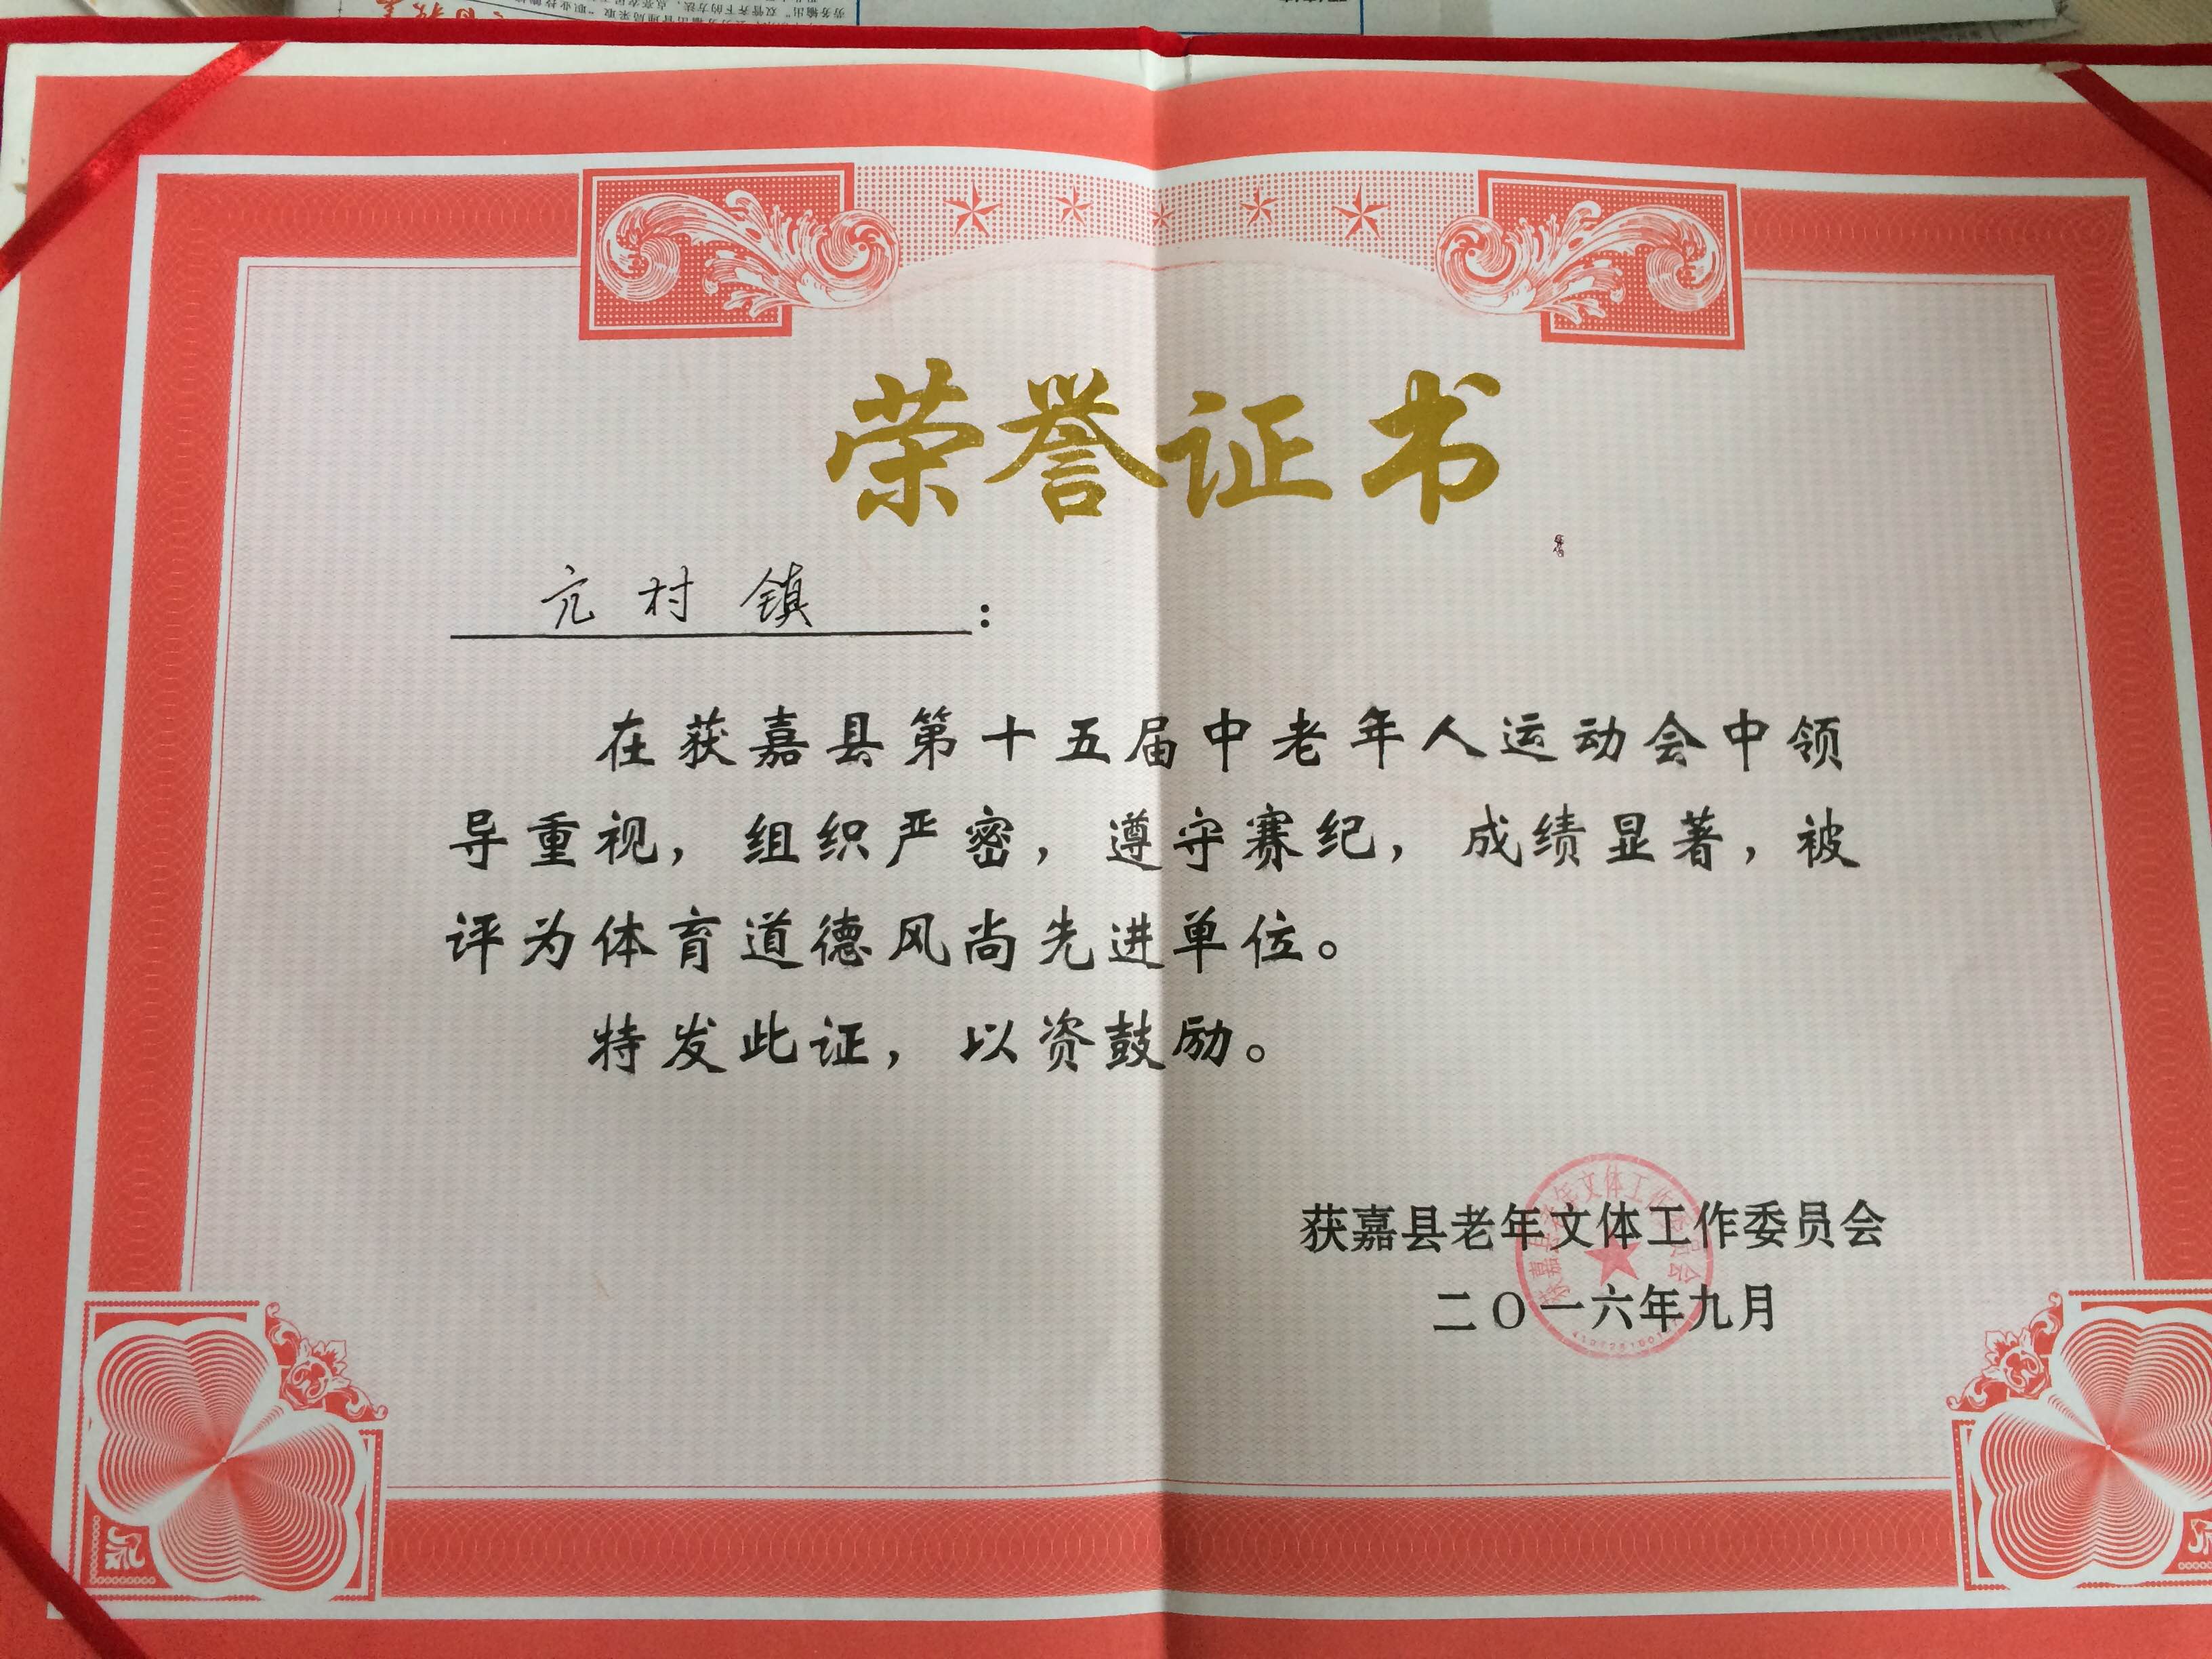 荣誉证书
亢村镇：
在获嘉县第十五届中老年人运动会中领
导重视，组织严密，遵守赛纪，成绩显著，被
评为体育道德风尚先进单位。
特发此证，以资鼓励。
获嘉县老年文体工作委员会
二〇一六年九月